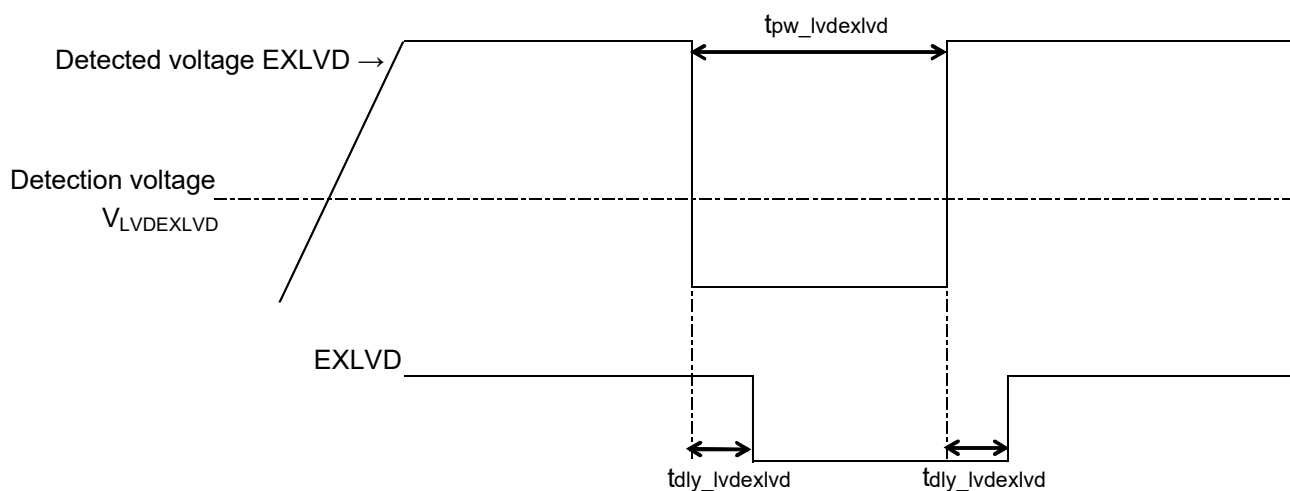 tpw_lvdexlvd
Detected voltage EXLVD →
Detection voltage
VLVDEXLVD
EXLVD
tdly_lvdexlvd
tdly_lvdexlvd